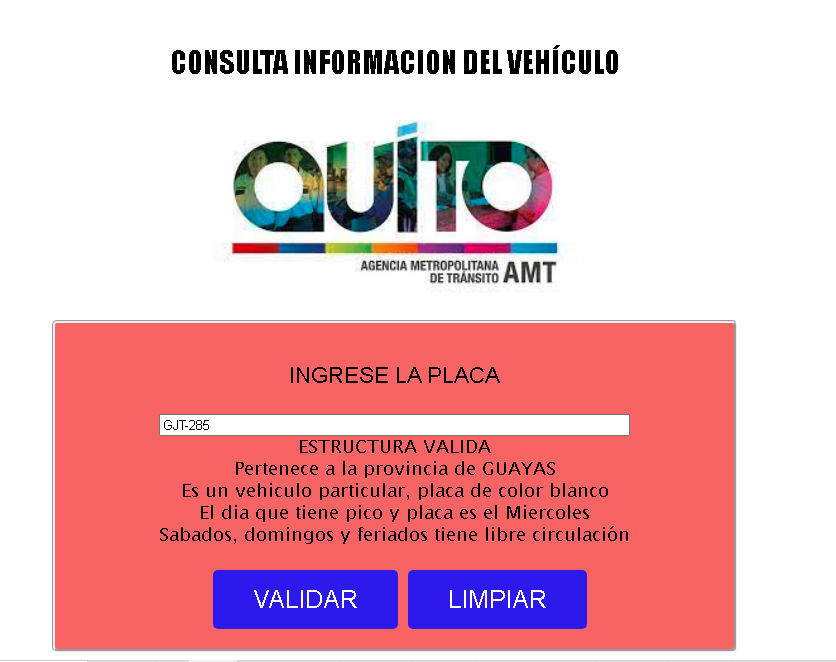 CONSULTA INFORMACION DEL VEHÍCULO
QUITO
AGENCIA METROPOLITANA
DE TRÁNSITO AMT
INGRESE LA PLACA
GJT-285
ESTRUCTURA VALIDA
Pertenece a la provincia de GUAYAS
Es un vehiculo particular, placa de color blanco
El dia que tiene pico y placa es el Miercoles
Sabados, domingos y feriados tiene libre circulación
VALIDAR LIMPIAR